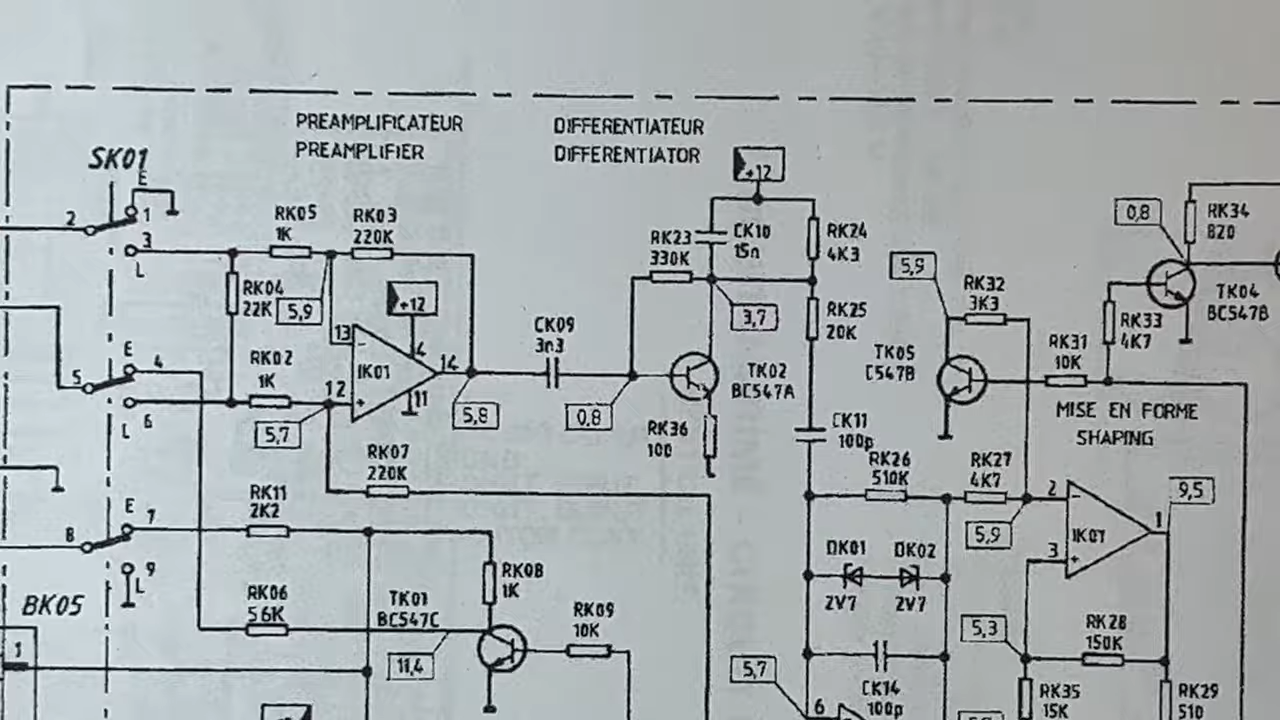 PREAMPLIFICATEUR
PREAMPLIFIER
DIFFERENTIATEUR
DIFFERENTIATOR
SK01
E
2
1
3
L
RK05
1K
RK03
220K
RK04
22K
5,9
+12
13
-
4
14
IK01
12
+
11
RK02
1K
5,7
5,8
RK07
220K
E
4
5
L
6
CK09
3n3
0,8
RK23
330K
+12
CK10
15n
RK24
4K3
3,7
RK25
20K
TK02
BC547A
RK36
100
CK11
100p
5,9
RK32
3K3
TK05
C547B
RK31
10K
0,8
RK34
820
TK04
BC547B
RK33
4K7
MISE EN FORME
SHAPING
RK26
510K
RK27
4K7
5,9
2
-
3
+
IK07
1
9,5
DK01
2V7
DK02
2V7
5,3
RK28
150K
RK35
15K
RK29
510
5,7
6
CK14
100p
RK11
2K2
E
7
8
9
L
BK05
1
RK06
56K
TK01
BC547C
11,4
RK08
1K
RK09
10K